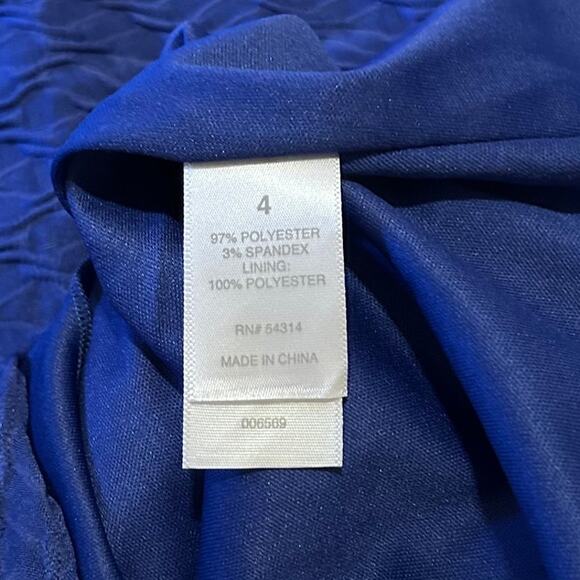 4
97% POLYESTER
3% SPANDEX
LINING:
100% POLYESTER
RN# 54314
MADE IN CHINA
006569